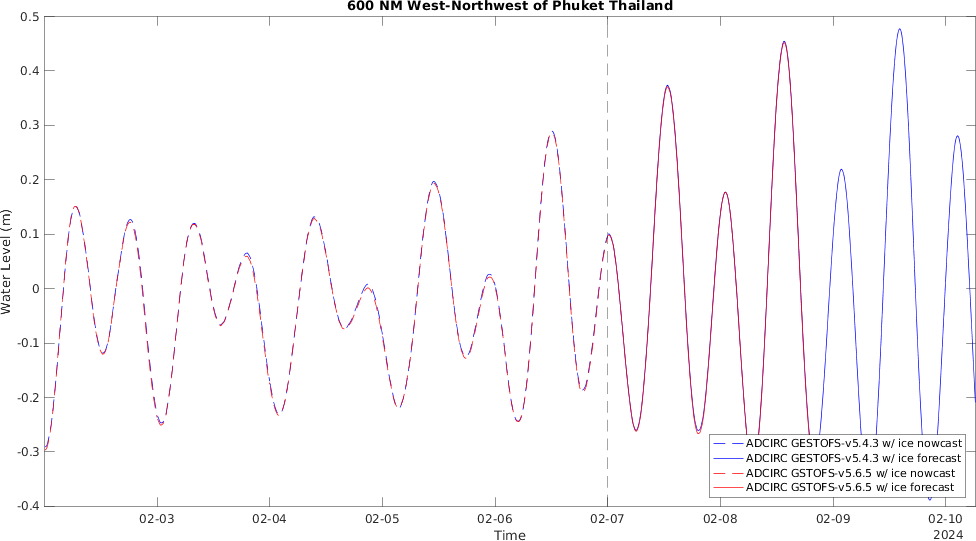 600 NM West-Northwest of Phuket Thailand
0.5
0.4
0.3
0.2
0.1
0
-0.1
-0.2
-0.3
-0.4
Water Level (m)
ADCIRC GESTOFS-v5.4.3 w/ ice nowcast
ADCIRC GESTOFS-v5.4.3 w/ ice forecast
ADCIRC GSTOFS-v5.6.5 w/ ice nowcast
ADCIRC GSTOFS-v5.6.5 w/ ice forecast
02-03 02-04 02-05 02-06 02-07 02-08 02-09 02-10
Time 2024